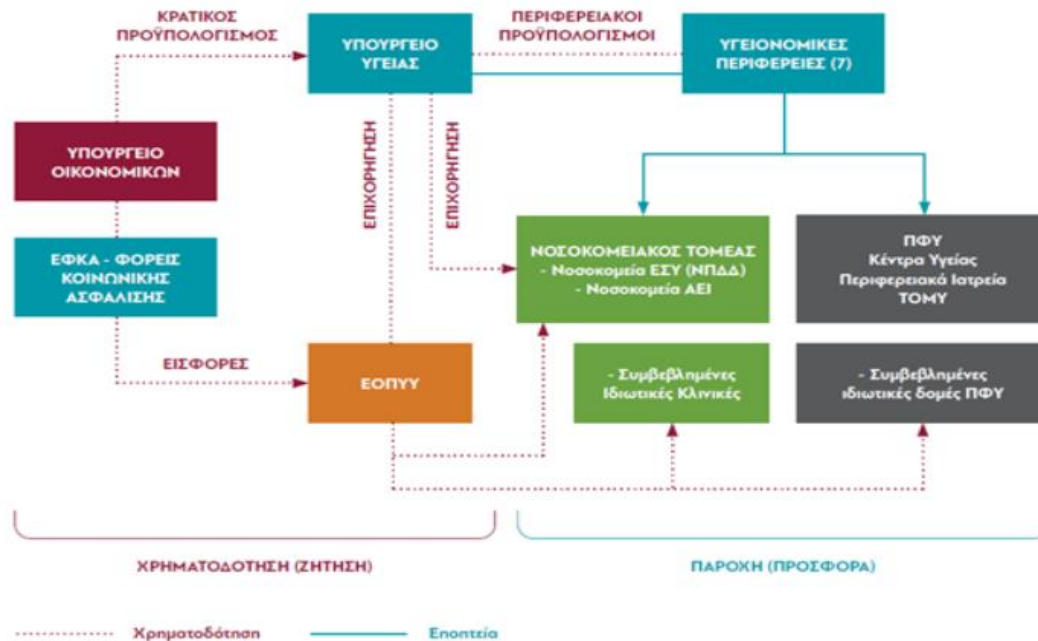 ΚΡΑΤΙΚΟΣ
ΠΡΟΫΠΟΛΟΓΙΣΜΟΣ
ΥΠΟΥΡΓΕΙΟ
ΥΓΕΙΑΣ
ΠΕΡΙΦΕΡΕΙΑΚΟΙ
ΠΡΟΫΠΟΛΟΓΙΣΜΟΙ
ΥΓΕΙΟΝΟΜΙΚΕΣ
ΠΕΡΙΦΕΡΕΙΕΣ (7)
ΥΠΟΥΡΓΕΙΟ
ΟΙΚΟΝΟΜΙΚΩΝ
ΕΠΙΧΟΡΗΓΗΣΗ
ΕΠΙΧΟΡΗΓΗΣΗ
ΕΦΚΑ - ΦΟΡΕΙΣ
ΚΟΙΝΩΝΙΚΗΣ
ΑΣΦΑΛΙΣΗΣ
ΝΟΣΟΚΟΜΕΙΑΚΟΣ ΤΟΜΕΑΣ
- Νοσοκομεία ΕΣΥ (ΝΠΔΔ)
- Νοσοκομεία ΑΕΙ
ΠΦΥ
Κέντρα Υγείας
Περιφερειακά Ιατρεία
ΤΟΜΥ
ΕΙΣΦΟΡΕΣ
ΕΟΠΥΥ
- Συμβεβλημένες
Ιδιωτικές Κλινικές
- Συμβεβλημένες
ιδιωτικές δομές ΠΦΥ
ΧΡΗΜΑΤΟΔΟΤΗΣΗ (ΖΗΤΗΣΗ)
ΠΑΡΟΧΗ (ΠΡΟΣΦΟΡΑ)
Χρηματοδότηση
Εποπτεία